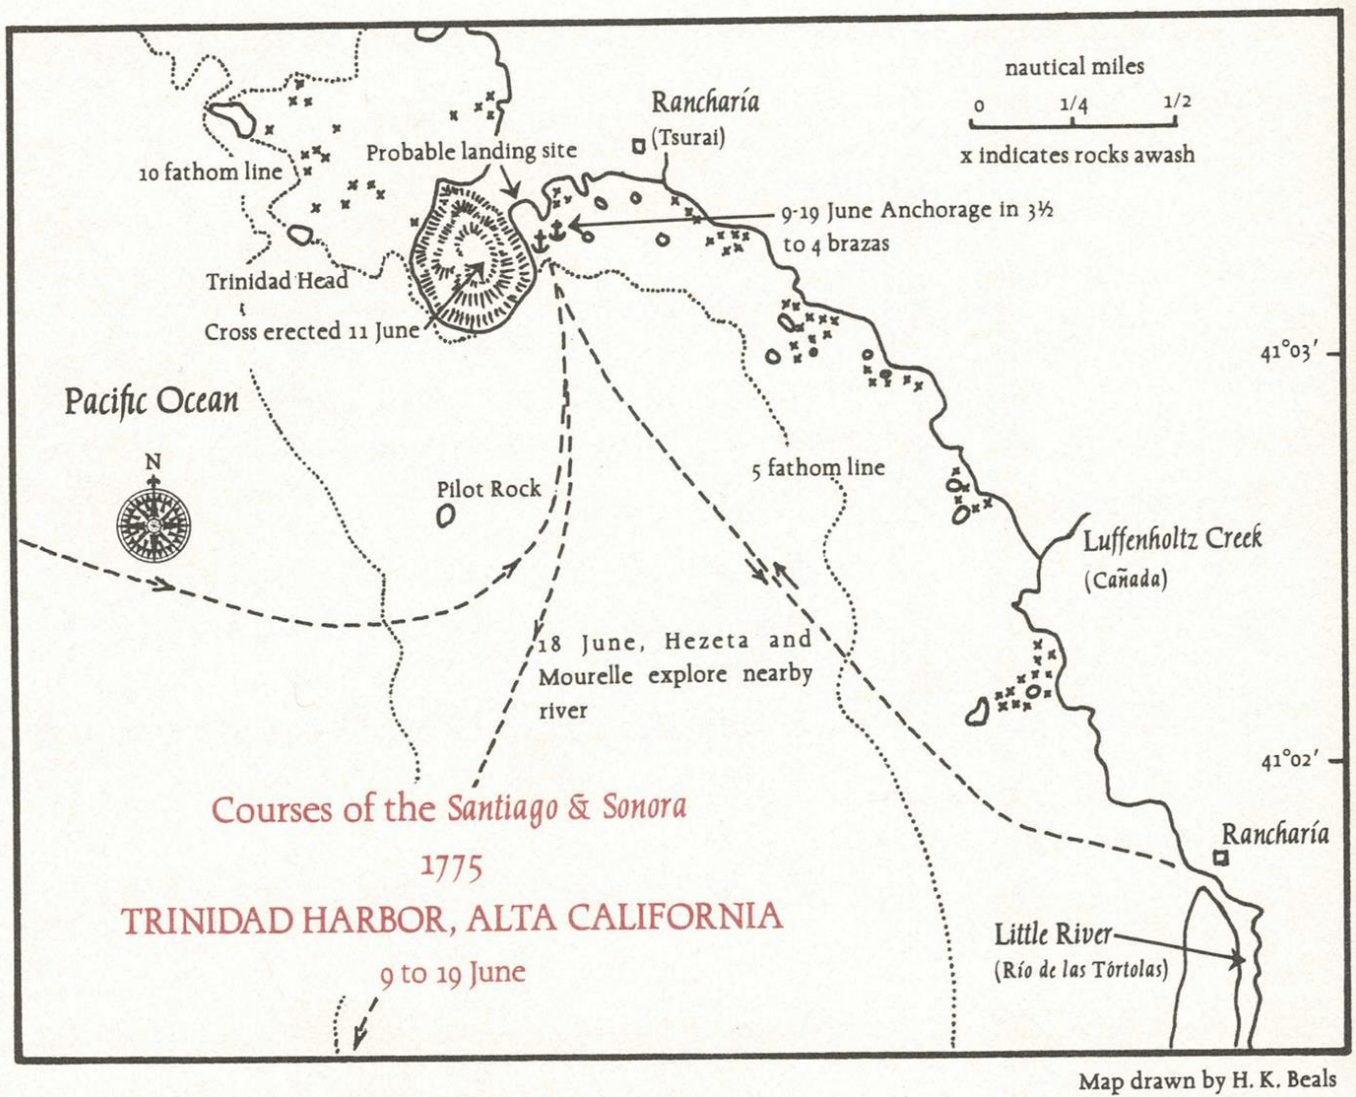 nautical miles
0 1/4 1/2
x indicates rocks awash
Rancharía
(Tsurai)
Probable landing site
10 fathom line
9-19 June Anchorage in 3½
to 4 brazas
Trinidad Head
Cross erected 11 June
41°03′
Pacific Ocean
N
Pilot Rock
5 fathom line
Luffenholtz Creek
(Cañada)
18 June, Hezeta and
Mourelle explore nearby
river
41°02′
Courses of the Santiago & Sonora
1775
TRINIDAD HARBOR, ALTA CALIFORNIA
9 to 19 June
Rancharía
Little River
(Río de las Tórtolas)
Map drawn by H. K. Beals